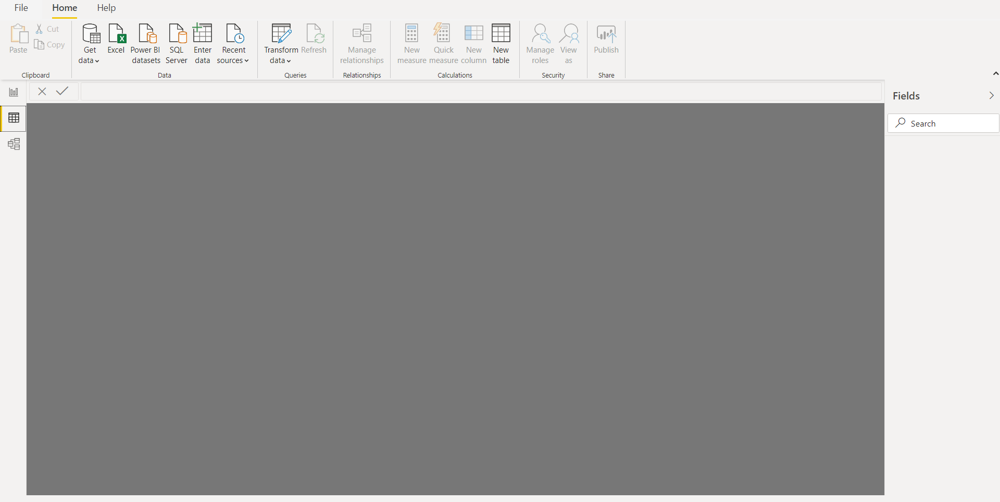 File Home Help
Paste
Cut
Copy
Clipboard
Get
data
Excel
Power BI
datasets
SQL
Server
Enter
data
Recent
sources
Data
Transform
data
Refresh
Queries
Manage
relationships
Relationships
New
measure
Quick
measure
New
column
New
table
Calculations
Manage
roles
View
as
Security
Publish
Share
Fields
Search